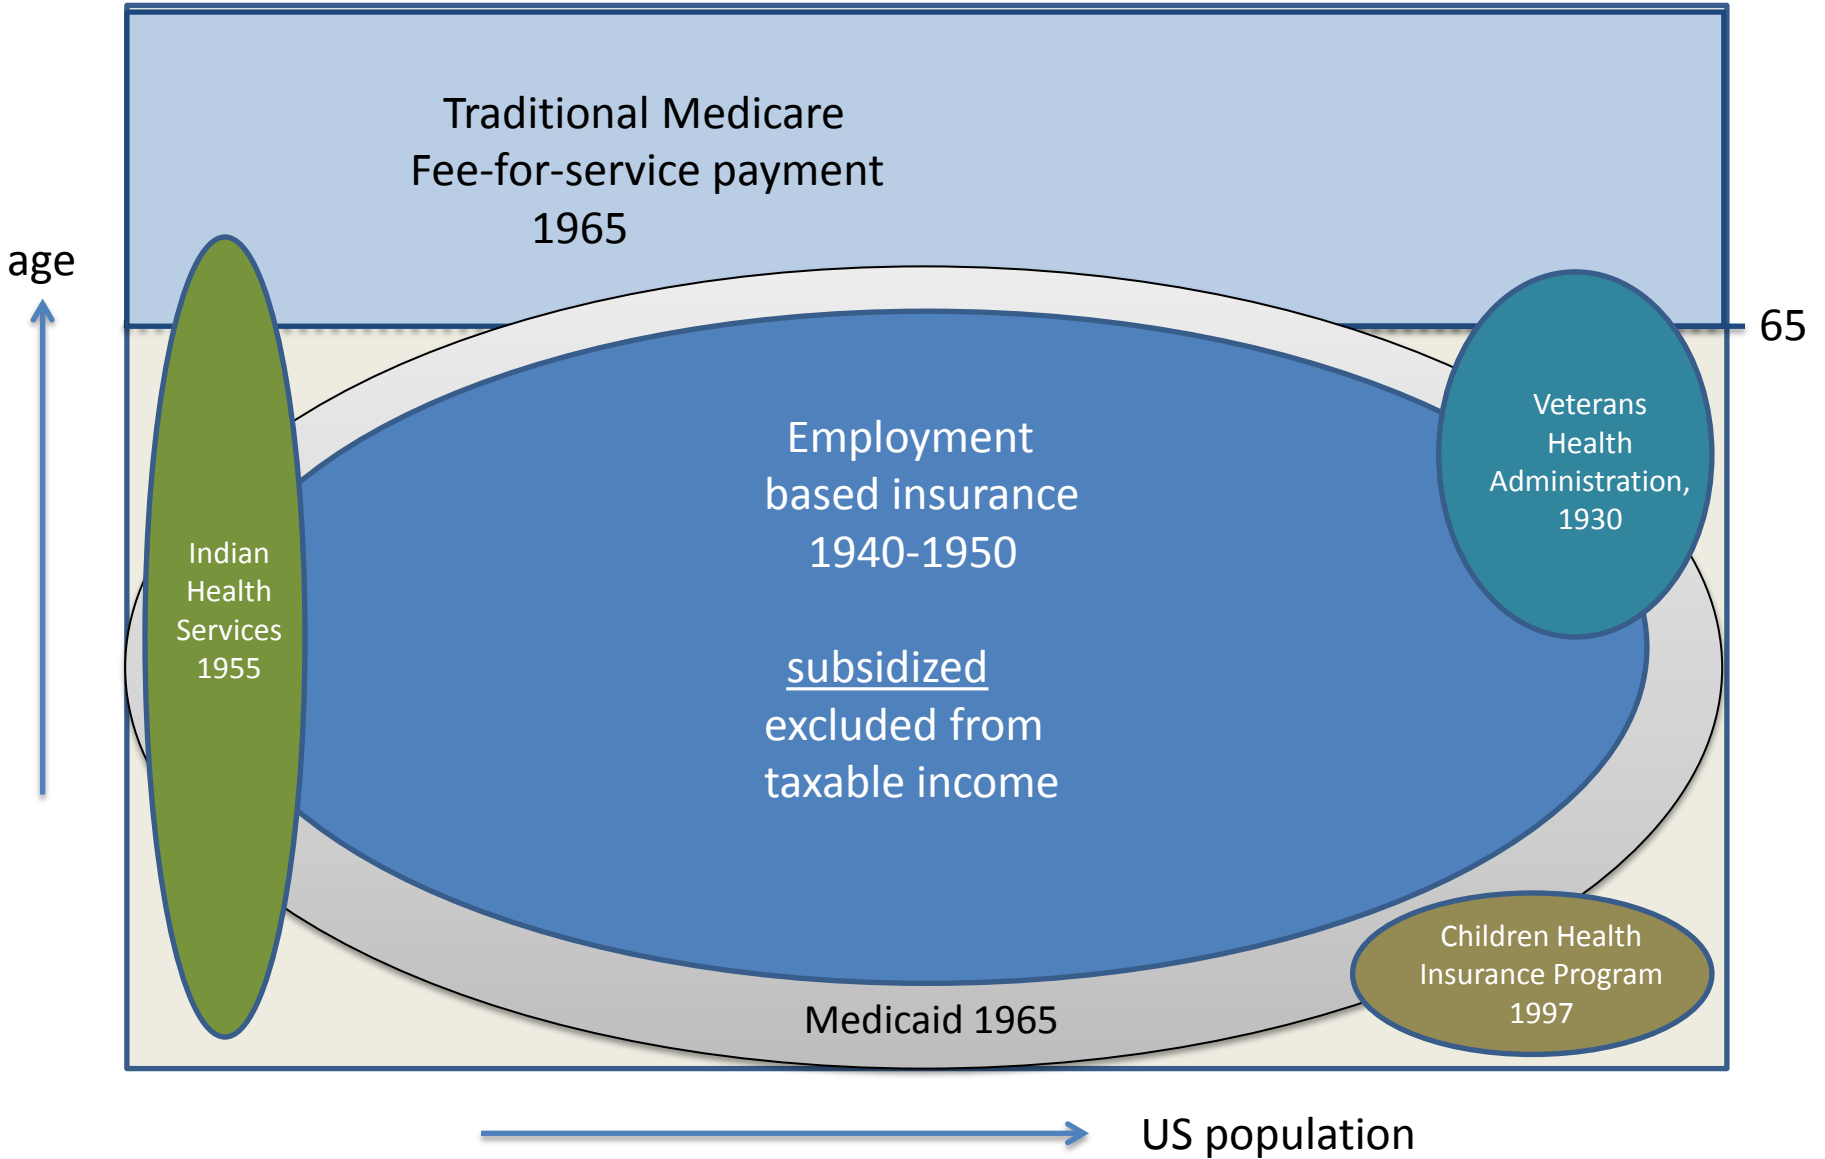 Traditional Medicare
Fee-for-service payment
1965
age
65
Employment
based insurance
1940-1950
subsidized
excluded from
taxable income
Veterans
Health
Administration,
1930
Indian
Health
Services
1955
Children Health
Insurance Program
1997
Medicaid 1965
US population